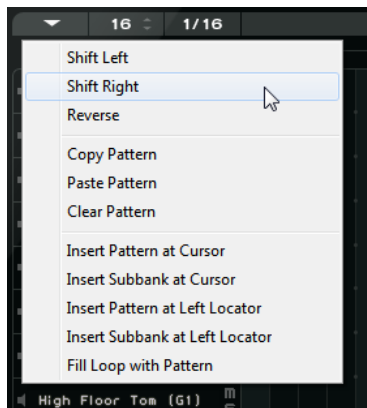 16 1/16
Shift Left
Shift Right
Reverse
Copy Pattern
Paste Pattern
Clear Pattern
Insert Pattern at Cursor
Insert Subbank at Cursor
Insert Pattern at Left Locator
Insert Subbank at Left Locator
Fill Loop with Pattern
High Floor Tom (G1) m